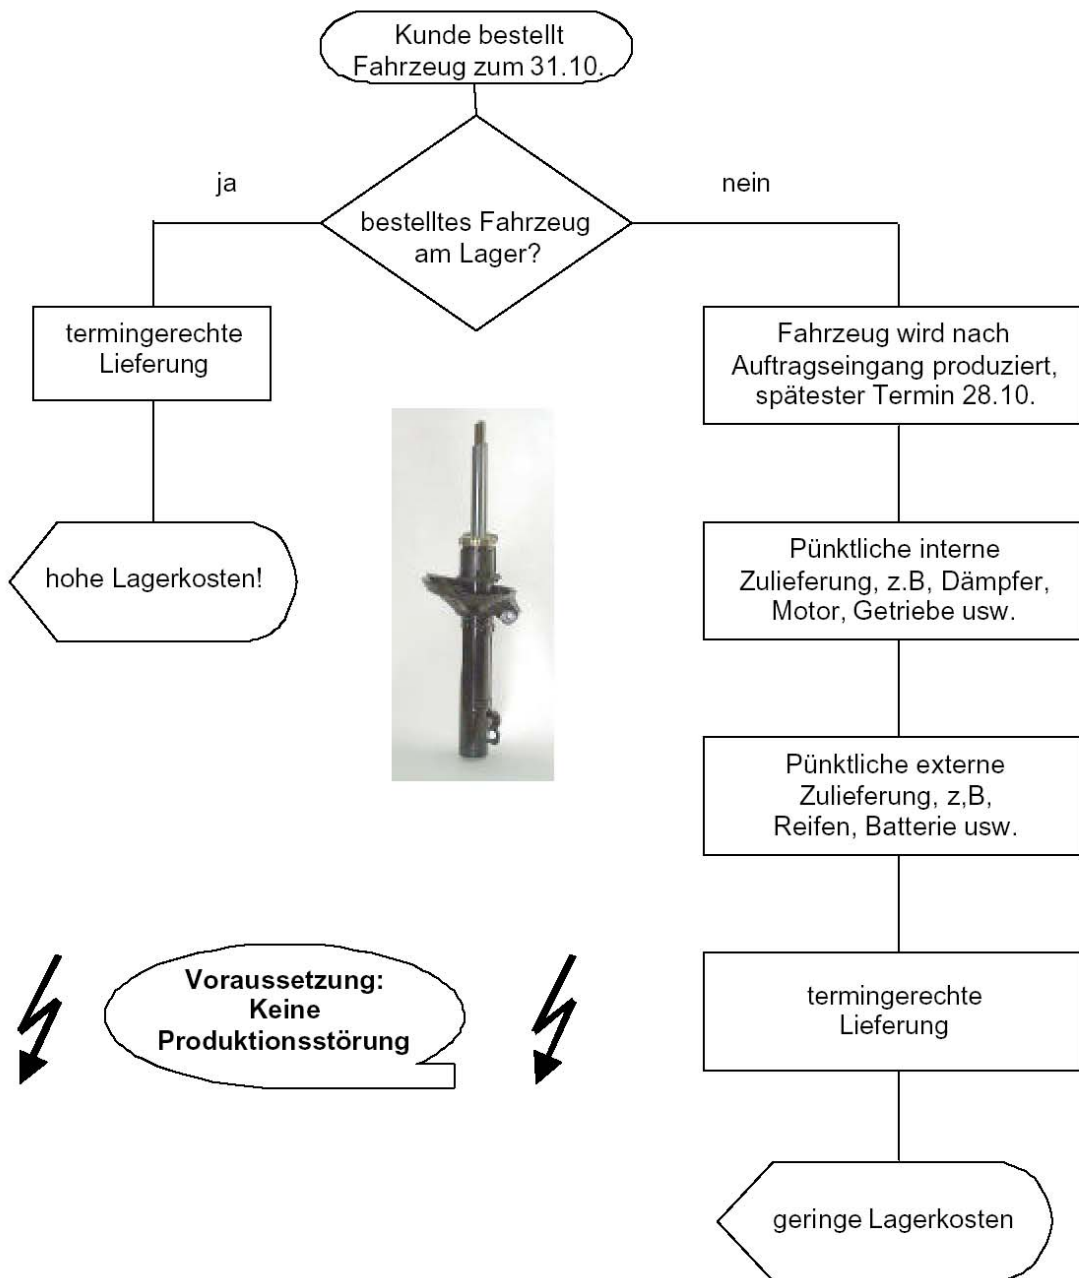 Kunde bestellt
Fahrzeug zum 31.10.
ja
nein
bestelltes Fahrzeug
am Lager?
termingerechte
Lieferung
Fahrzeug wird nach
Auftragseingang produziert,
spätester Termin 28.10.
hohe Lagerkosten!
Pünktliche interne
Zulieferung, z.B, Dämpfer,
Motor, Getriebe usw.
Pünktliche externe
Zulieferung, z,B,
Reifen, Batterie usw.
Voraussetzung:
Keine
Produktionsstörung
termingerechte
Lieferung
geringe Lagerkosten